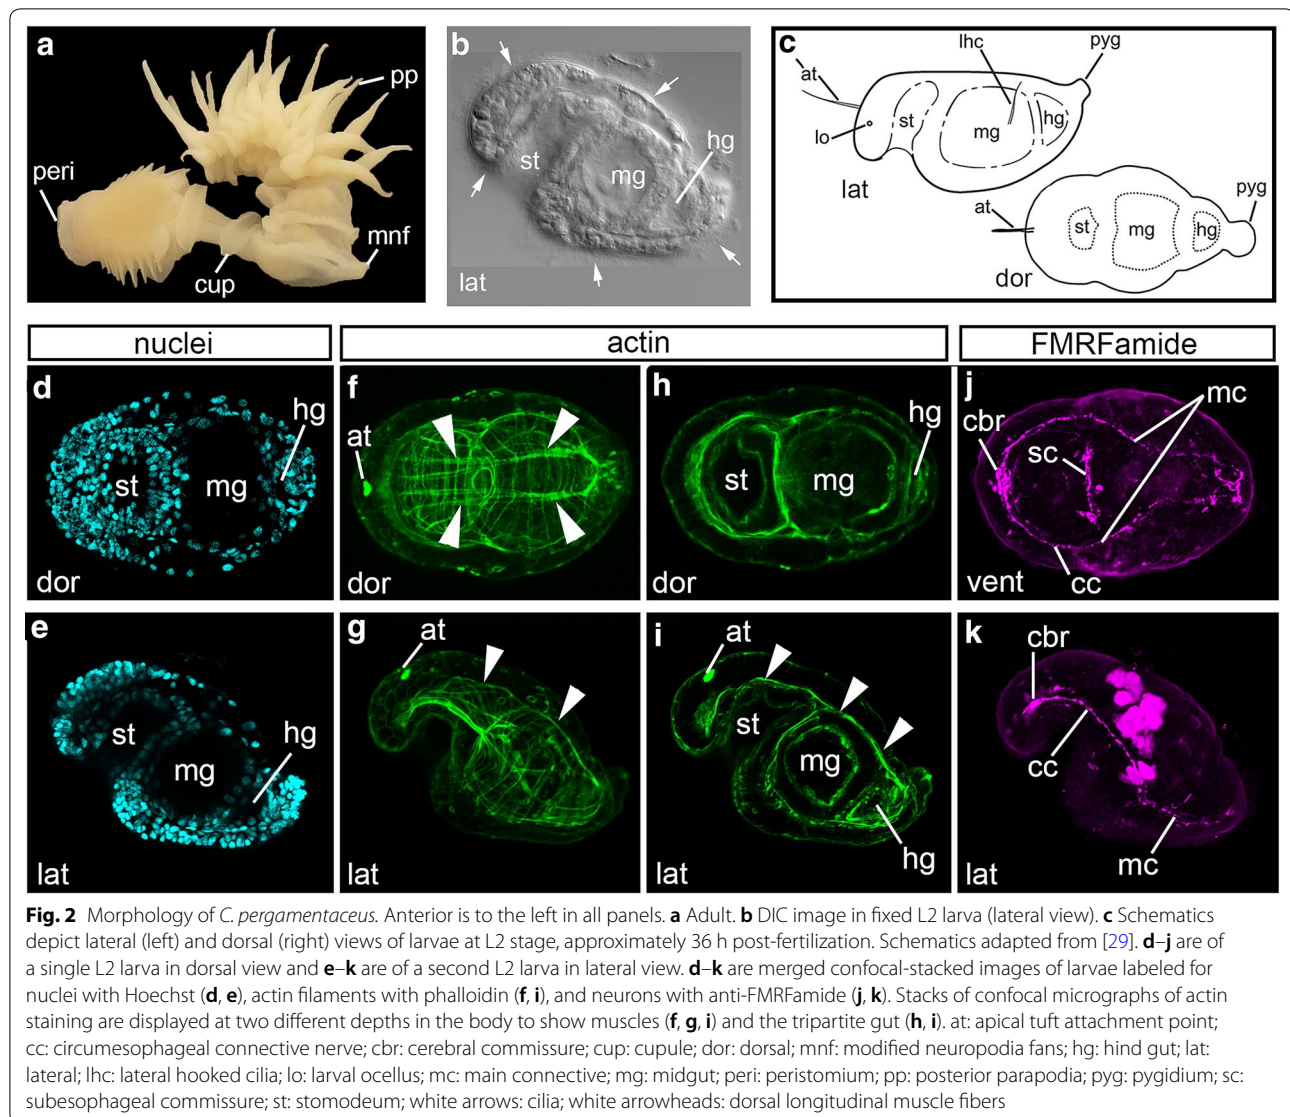 a
pp
peri
mnf
cup
b
hg
st
mg
lat
c
lhc
pyg
at
st
mg
hg
lo
lat
pyg
at
st
mg
hg
dor
nuclei
actin
FMRFamide
d
hg
st
mg
dor
f
at
dor
h
hg
st
mg
dor
j
mc
cbr
sc
vent
cc
e
st
hg
mg
lat
g
at
lat
i
at
st
mg
hg
lat
k
cbr
cc
mc
lat
Fig. 2 Morphology of C. pergamentaceus. Anterior is to the left in all panels. a Adult. b DIC image in fixed L2 larva (lateral view). c Schematics
depict lateral (left) and dorsal (right) views of larvae at L2 stage, approximately 36 h post-fertilization. Schematics adapted from [29]. d–j are of
a single L2 larva in dorsal view and e–k are of a second L2 larva in lateral view. d–k are merged confocal-stacked images of larvae labeled for
nuclei with Hoechst (d, e), actin filaments with phalloidin (f, i), and neurons with anti-FMRFamide (j, k). Stacks of confocal micrographs of actin
staining are displayed at two different depths in the body to show muscles (f, g, i) and the tripartite gut (h, i). at: apical tuft attachment point;
cc: circumesophageal connective nerve; cbr: cerebral commissure; cup: cupule; dor: dorsal; mnf: modified neuropodia fans; hg: hind gut; lat:
lateral; lhc: lateral hooked cilia; lo: larval ocellus; mc: main connective; mg: midgut; peri: peristomium; pp: posterior parapodia; pyg: pygidium; sc:
subesophageal commissure; st: stomodeum; white arrows: cilia; white arrowheads: dorsal longitudinal muscle fibers